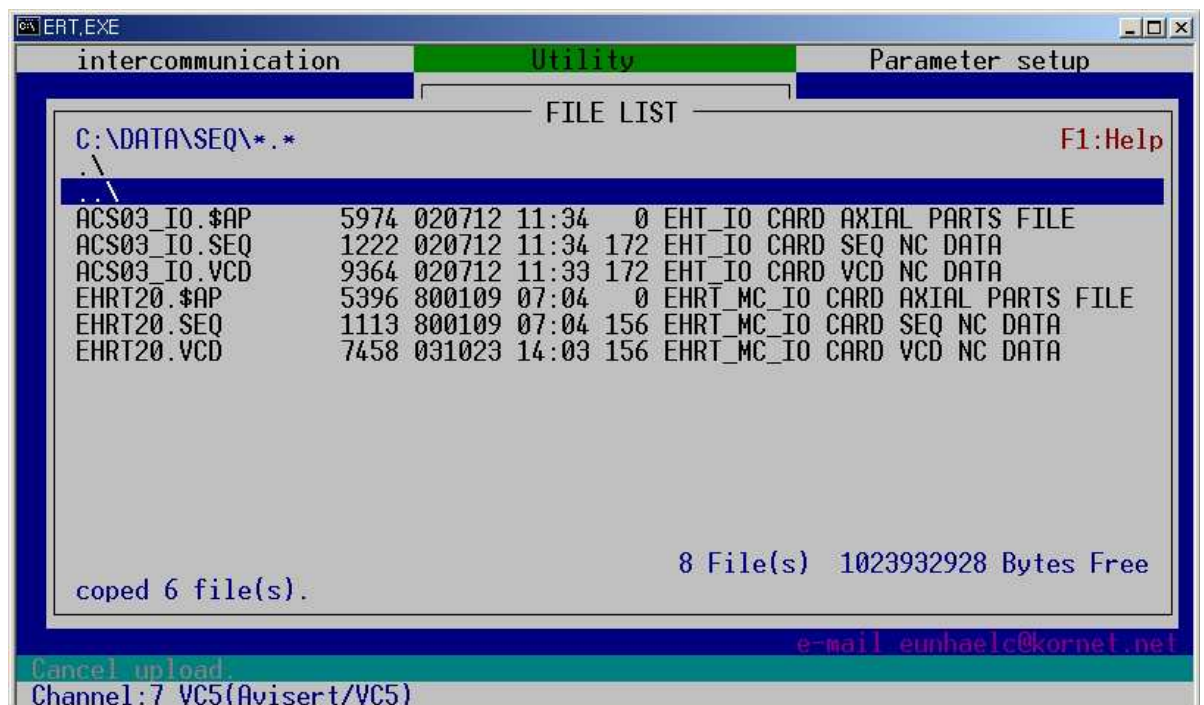 ERT.EXE
intercommunication Utility Parameter setup
FILE LIST
C:\DATA\SEQ\*.* F1:Help
.\
..\
ACS03_IO.$AP 5974 020712 11:34 0 EHT_IO CARD AXIAL PARTS FILE
ACS03_IO.SEQ 1222 020712 11:34 172 EHT_IO CARD SEQ NC DATA
ACS03_IO.VCD 9364 020712 11:33 172 EHT_IO CARD VCD NC DATA
EHRT20.$AP 5396 800109 07:04 0 EHRT_MC_IO CARD AXIAL PARTS FILE
EHRT20.SEQ 1113 800109 07:04 156 EHRT_MC_IO CARD SEQ NC DATA
EHRT20.VCD 7458 031023 14:03 156 EHRT_MC_IO CARD VCD NC DATA
8 File(s) 1023932928 Bytes Free
coped 6 file(s).
e-mail eunhaelc@kornet.net
Cancel upload.
Channel:7 VC5(Avisert/VC5)